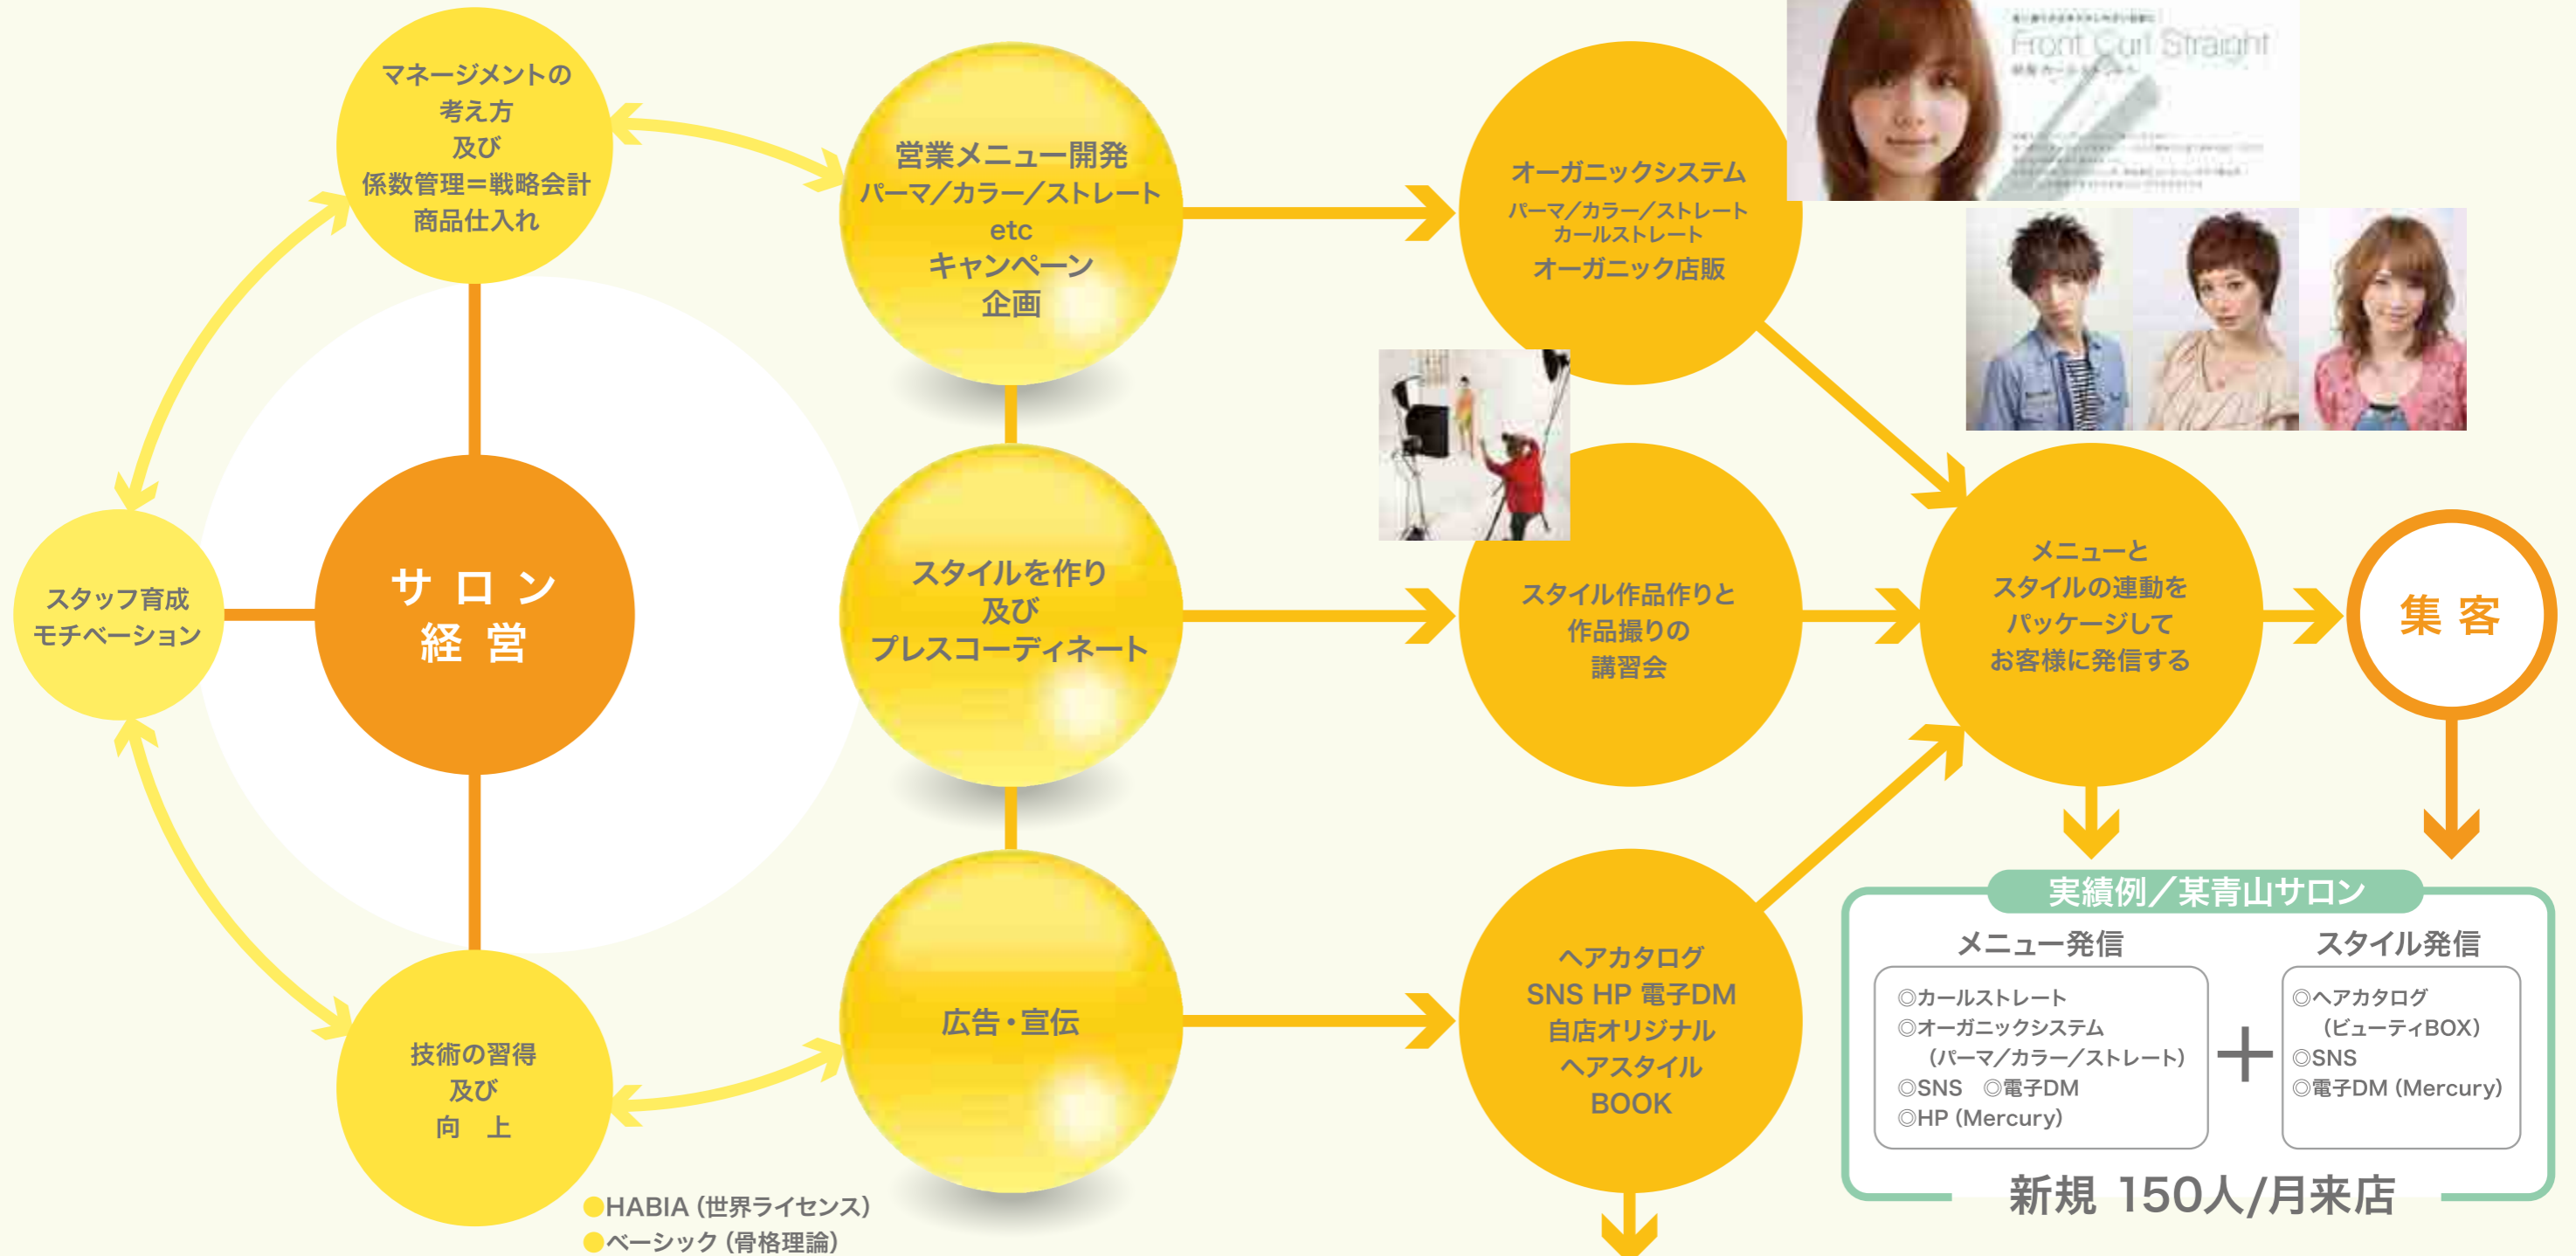 マネージメントの
考え方
及び
係数管理＝戦略会計
商品仕入れ
スタッフ育成
モチベーション
サロン
経営
技術の習得
及び
向　上
●HABIA（世界ライセンス）
●ベーシック（骨格理論）
営業メニュー開発
パーマ／カラー／ストレート
etc
キャンペーン
企画
スタイルを作り
及び
プレスコーディネート
広告・宣伝
オーガニックシステム
パーマ／カラー／ストレート
カールストレート
オーガニック店販
スタイル作品作りと
作品撮りの
講習会
ヘアカタログ
SNS HP 電子DM
自店オリジナル
ヘアスタイル
BOOK
Front Curl Straight
メニューと
スタイルの連動を
パッケージして
お客様に発信する
集客
実績例／某青山サロン
メニュー発信
◎カールストレート
◎オーガニックシステム
（パーマ／カラー／ストレート）
◎SNS　◎電子DM
◎HP（Mercury）
＋
スタイル発信
◎ヘアカタログ
（ビューティBOX）
◎SNS
◎電子DM（Mercury）
新規 150人/月来店